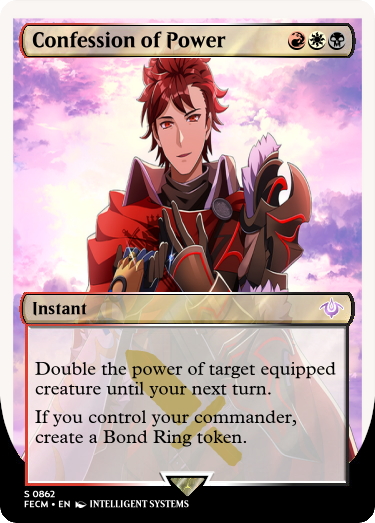 Confession of Power
Instant
Double the power of target equipped
creature until your next turn.
If you control your commander,
create a Bond Ring token.
S 0862
FECM • EN INTELLIGENT SYSTEMS